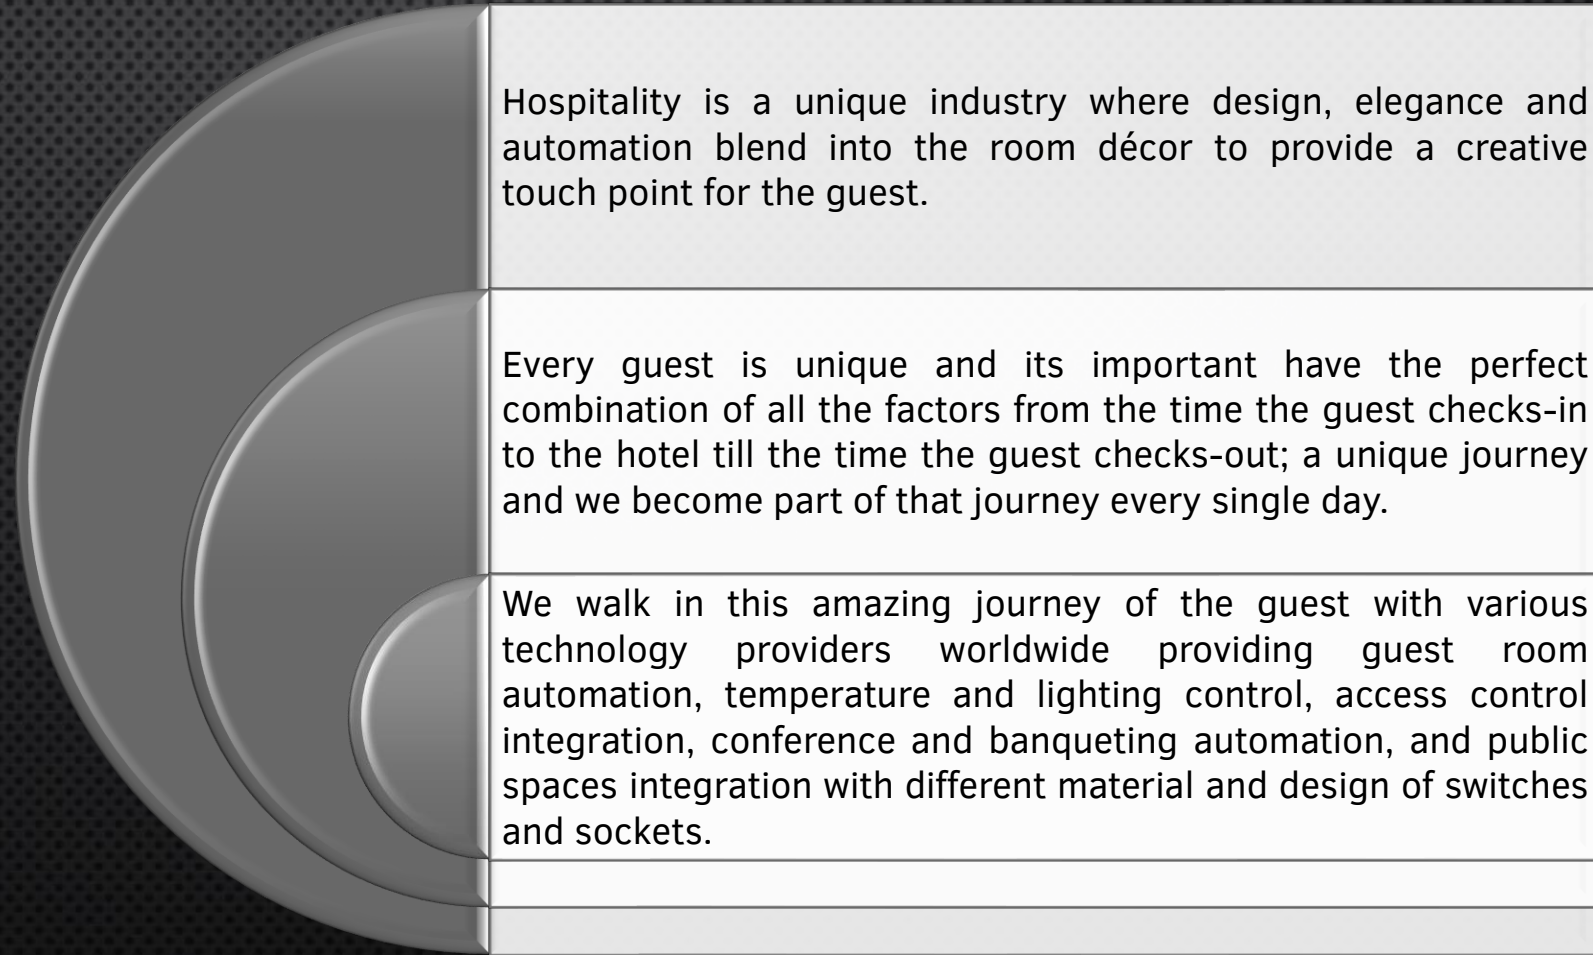 Hospitality is a unique industry where design, elegance and
automation blend into the room décor to provide a creative
touch point for the guest.
Every guest is unique and its important have the perfect
combination of all the factors from the time the guest checks-in
to the hotel till the time the guest checks-out; a unique journey
and we become part of that journey every single day.
We walk in this amazing journey of the guest with various
technology providers worldwide providing guest room
automation, temperature and lighting control, access control
integration, conference and banqueting automation, and public
spaces integration with different material and design of switches
and sockets.